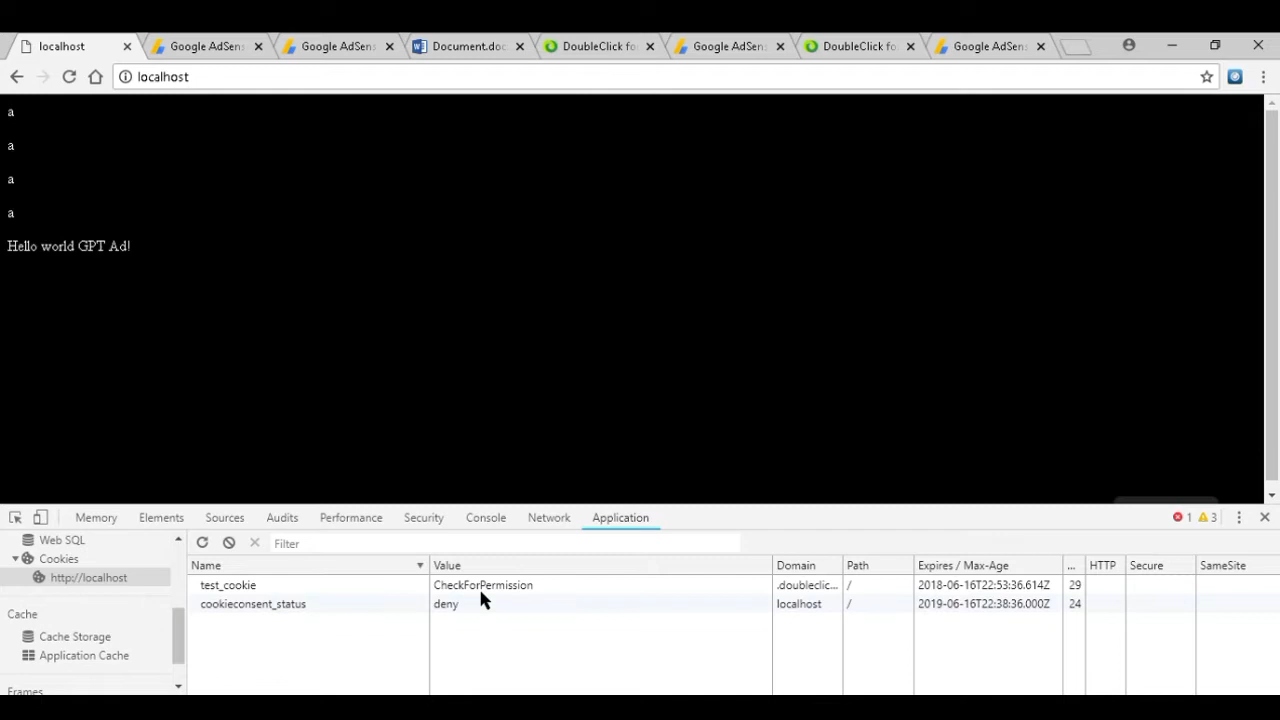 localhost Google AdSens Google AdSens Document.doc DoubleClick fo Google AdSens DoubleClick fo Google AdSens
localhost
a
a
a
a
Hello world GPT Ad!
Memory Elements Sources Audits Performance Security Console Network Application 1 3
Web SQL
Filter
Cookies
http://localhost
Name Value Domain Path Expires / Max-Age ... HTTP Secure SameSite
test_cookie CheckForPermission .doubleclic... / 2018-06-16T22:53:36.614Z 29
cookieconsent_status deny localhost / 2019-06-16T22:38:36.000Z 24
Cache
Cache Storage
Application Cache
Frames